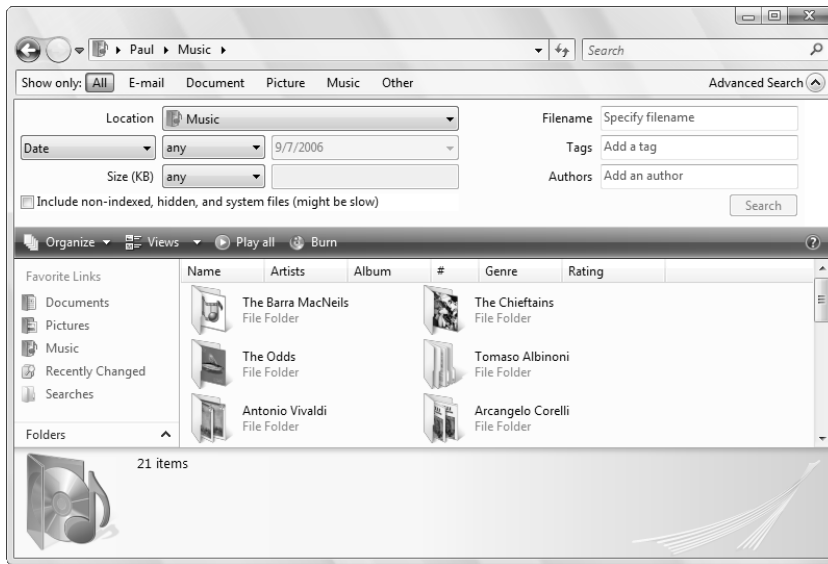 Paul Music
Search
Show only: All E-mail Document Picture Music Other Advanced Search
Location Music Filename Specify filename
Date any 9/7/2006 Tags Add a tag
Size (KB) any Authors Add an author
Include non-indexed, hidden, and system files (might be slow) Search
Organize Views Play all Burn
Favorite Links
Documents
Pictures
Music
Recently Changed
Searches
Folders
Name Artists Album # Genre Rating
The Barra MacNeils
File Folder
The Chieftains
File Folder
The Odds
File Folder
Tomaso Albinoni
File Folder
Antonio Vivaldi
File Folder
Arcangelo Corelli
File Folder
21 items